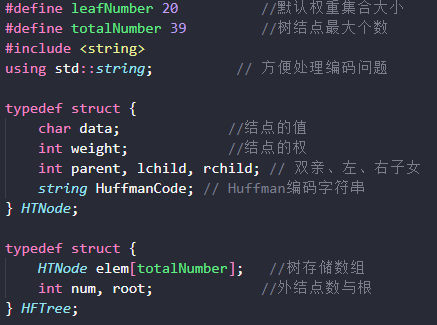 #define leafNumber 20          //默认权重集合大小
#define totalNumber 39         //树结点最大个数
#include <string>
using std::string;          // 方便处理编码问题
typedef struct {
    char data;              //结点的值
    int weight;             //结点的权
    int parent, lchild, rchild; // 双亲、左、右子女
    string HuffmanCode; // Huffman编码字符串
} HTNode;
typedef struct {
    HTNode elem[totalNumber];   //树存储数组
    int num, root;              //外结点数与根
} HFTree;